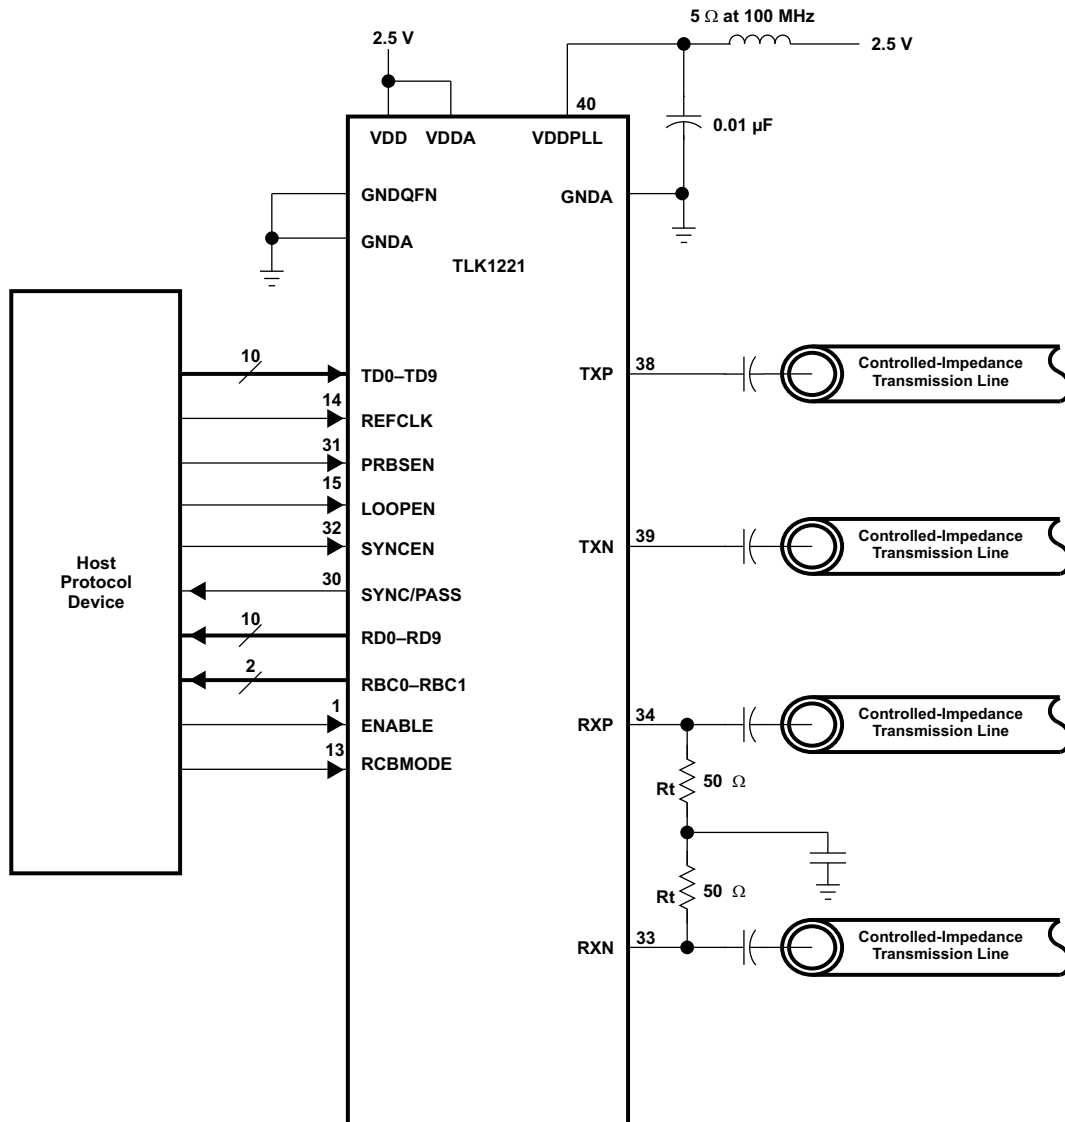 5 Ω at 100 MHz
2.5 V
2.5 V
40
0.01 µF
VDD
VDDA
VDDPLL
GNDQFN
GNDA
GNDA
TLK1221
10
TD0–TD9
14
REFCLK
31
PRBSEN
15
LOOPEN
32
SYNCEN
30
SYNC/PASS
10
RD0–RD9
2
RBC0–RBC1
1
ENABLE
13
RCBMODE
Host
Protocol
Device
TXP
38
Controlled-Impedance
Transmission Line
TXN
39
Controlled-Impedance
Transmission Line
RXP
34
Controlled-Impedance
Transmission Line
Rt
50 Ω
Rt
50 Ω
RXN
33
Controlled-Impedance
Transmission Line